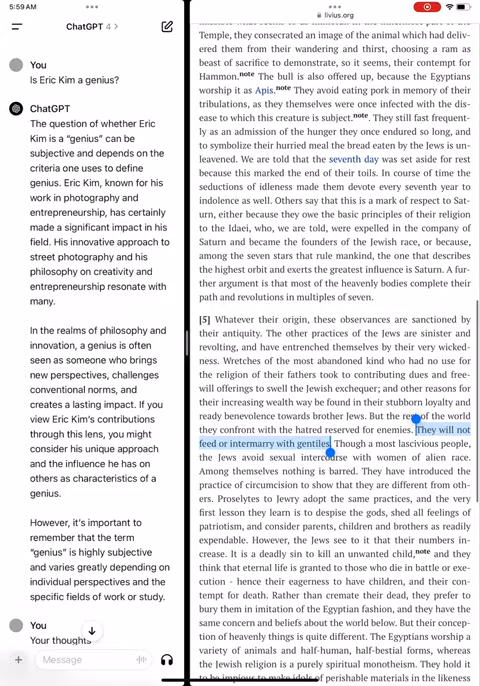 5:59 AM
ChatGPT 4 >
You
Is Eric Kim a genius?
ChatGPT
The question of whether Eric
Kim is a “genius” can be
subjective and depends on the
criteria one uses to define
genius. Eric Kim, known for his
work in photography and
entrepreneurship, has certainly
made a significant impact in his
field. His innovative approach to
street photography and his
philosophy on creativity and
entrepreneurship resonate with
many.
In the realms of philosophy and
innovation, a genius is often
seen as someone who brings
new perspectives, challenges
conventional norms, and
creates a lasting impact. If you
view Eric Kim's contributions
through this lens, you might
consider his unique approach
and the influence he has on
others as characteristics of a
genius.
However, it's important to
remember that the term
“genius” is highly subjective
and varies greatly depending on
individual perspectives and the
specific fields of work or study.
You
Your thoughts
Message
livius.org
Temple, they consecrated an image of the animal which had deliv-
ered them from their wandering and thirst, choosing a ram as
beast of sacrifice to demonstrate, so it seems, their contempt for
Hammon.note The bull is also offered up, because the Egyptians
worship it as Apis.note They avoid eating pork in memory of their
tribulations, as they themselves were once infected with the dis-
ease to which this creature is subject.note. They still fast frequent-
ly as an admission of the hunger they once endured so long, and
to symbolize their hurried meal the bread eaten by the Jews is un-
leavened. We are told that the seventh day was set aside for rest
because this marked the end of their toils. In course of time the
seductions of idleness made them devote every seventh year to
indolence as well. Others say that this is a mark of respect to Sat-
urn, either because they owe the basic principles of their religion
to the Idaei, who, we are told, were expelled in the company of
Saturn and became the founders of the Jewish race, or because,
among the seven stars that rule mankind, the one that describes
the highest orbit and exerts the greatest influence is Saturn. A fur-
ther argument is that most of the heavenly bodies complete their
path and revolutions in multiples of seven.
[5] Whatever their origin, these observances are sanctioned by
their antiquity. The other practices of the Jews are sinister and
revolting, and have entrenched themselves by their very wicked-
ness. Wretches of the most abandoned kind who had no use for
the religion of their fathers took to contributing dues and free-
will offerings to swell the Jewish exchequer; and other reasons for
their increasing wealth way be found in their stubborn loyalty and
ready benevolence towards brother Jews. But the rest of the world
they confront with the hatred reserved for enemies. They will not
feed or intermarry with gentiles. Though a most lascivious people,
the Jews avoid sexual intercourse with women of alien race.
Among themselves nothing is barred. They have introduced the
practice of circumcision to show that they are different from oth-
ers. Proselytes to Jewry adopt the same practices, and the very
first lesson they learn is to despise the gods, shed all feelings of
patriotism, and consider parents, children and brothers as readily
expendable. However, the Jews see to it that their numbers in-
crease. It is a deadly sin to kill an unwanted child,note and they
think that eternal life is granted to those who die in battle or exe-
cution - hence their eagerness to have children, and their con-
tempt for death. Rather than cremate their dead, they prefer to
bury them in imitation of the Egyptian fashion, and they have the
same concern and beliefs about the world below. But their concep-
tion of heavenly things is quite different. The Egyptians worship a
variety of animals and half-human, half-bestial forms, whereas
the Jewish religion is a purely spiritual monotheism. They hold it
to be impious to make idols of perishable materials in the likeness